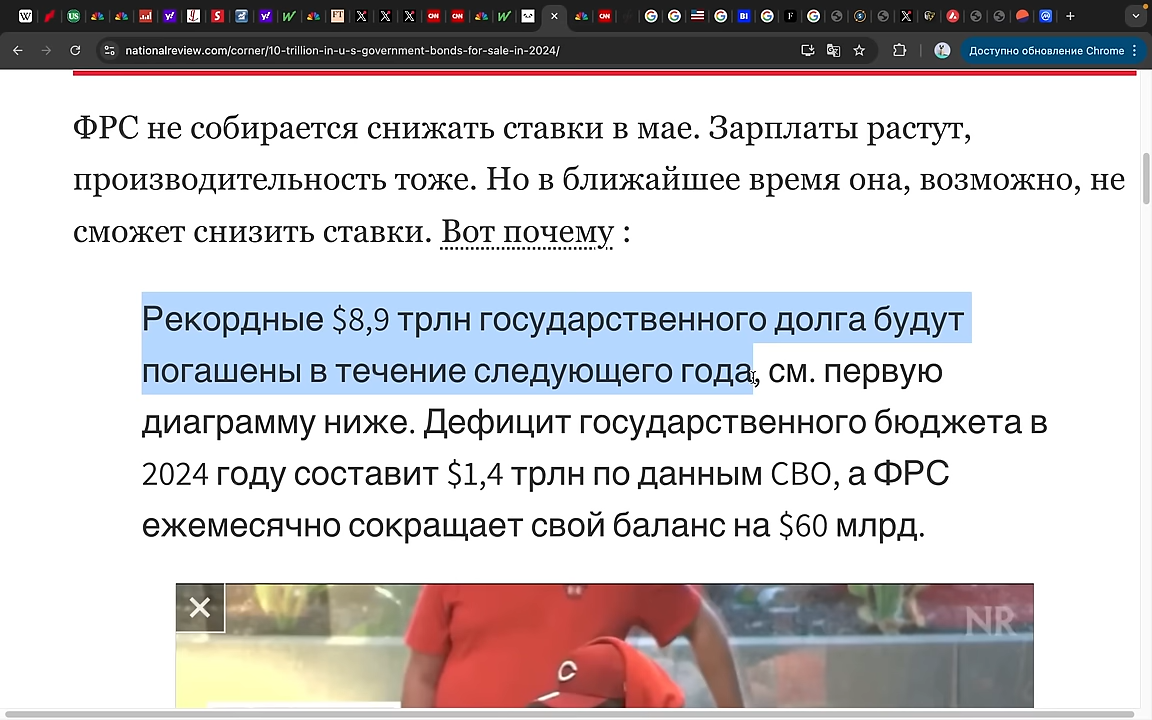 nationalreview.com/corner/10-trillion-in-u-s-government-bonds-for-sale-in-2024/
Доступно обновление Chrome
ФРС не собирается снижать ставки в мае. Зарплаты растут,
производительность тоже. Но в ближайшее время она, возможно, не
сможет снизить ставки. Вот почему :
Рекордные $8,9 трлн государственного долга будут
погашены в течение следующего года, см. первую
диаграмму ниже. Дефицит государственного бюджета в
2024 году составит $1,4 трлн по данным CBO, а ФРС
ежемесячно сокращает свой баланс на $60 млрд.
NR